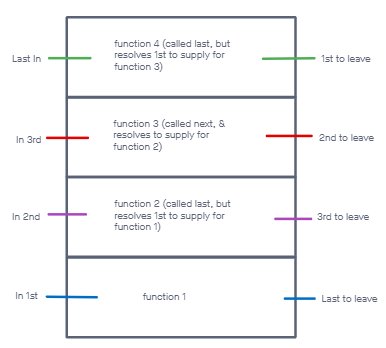 Last In
function 4 (called last, but
resolves 1st to supply for
function 3)
1st to leave
In 3rd
function 3 (called next, &
resolves to supply for
function 2)
2nd to leave
In 2nd
function 2 (called last, but
resolves 1st to supply for
function 1)
3rd to leave
In 1st
function 1
Last to leave